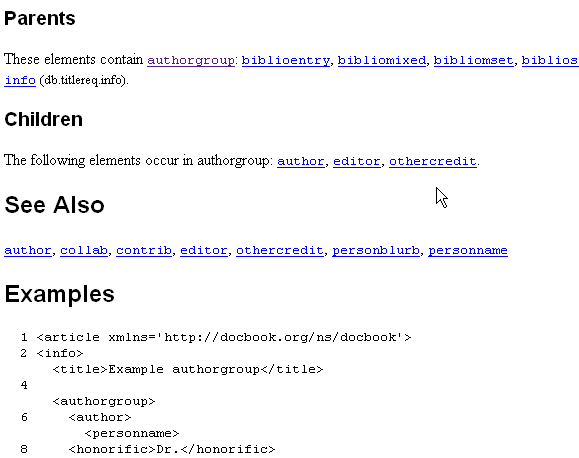 Parents
These elements contain authorgroup: biblioentry, bibliomixed, bibliomset, biblios
info (db.titlereq.info).
Children
The following elements occur in authorgroup: author, editor, othercredit.
See Also
author, collab, contrib, editor, othercredit, personblurb, personname
Examples
1 <article xmlns='http://docbook.org/ns/docbook'>
2 <info>
<title>Example authorgroup</title>
4
<authorgroup>
6 <author>
<personname>
8 <honorific>Dr.</honorific>